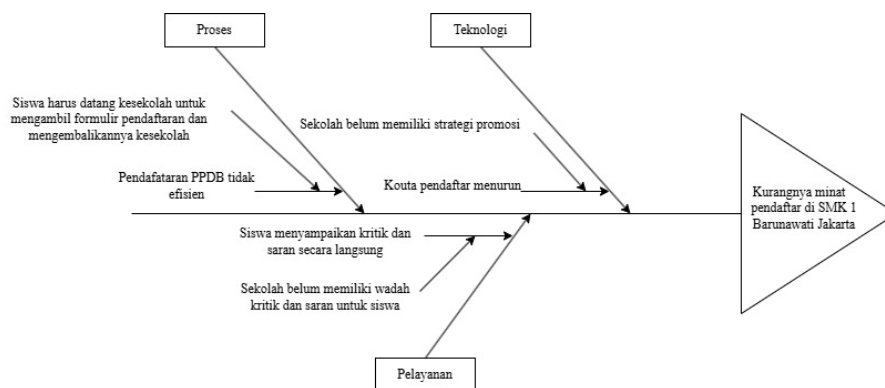 Proses
Teknologi
Siswa harus datang kesekolah untuk
mengambil formulir pendaftaran dan
mengembalikannya kesekolah
Sekolah belum memiliki strategi promosi
Pendafataran PPDB tidak
efisien
Kouta pendaftar menurun
Kurangnya minat
pendaftar di SMK 1
Barunawati Jakarta
Siswa menyampaikan kritik dan
saran secara langsung
Sekolah belum memiliki wadah
kritik dan saran untuk siswa
Pelayanan